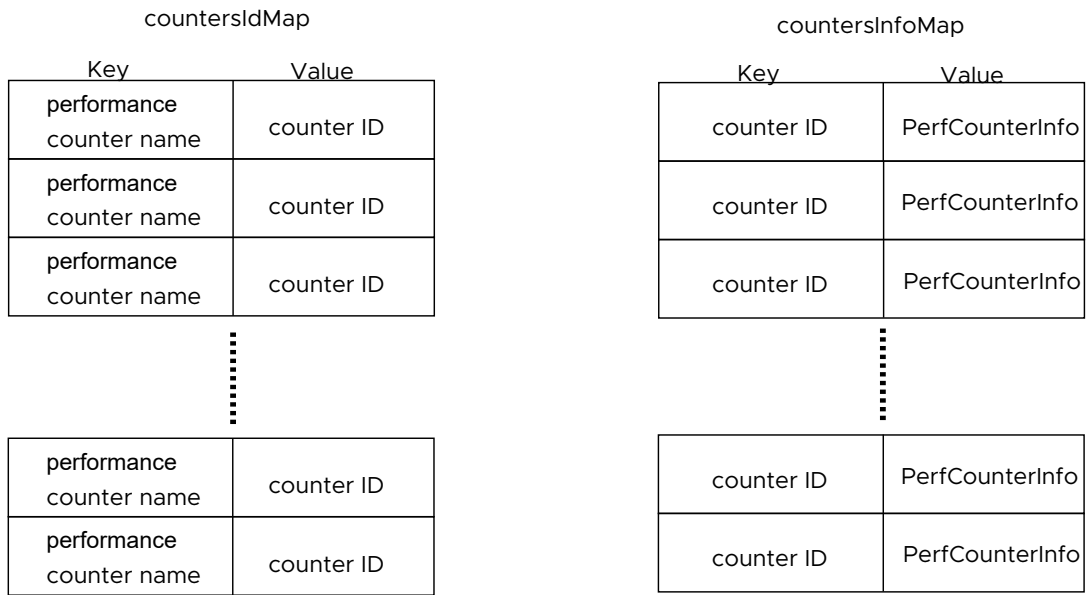 countersIdMap
Key Value
performance
counter name
counter ID
performance
counter name
counter ID
performance
counter name
counter ID
performance
counter name
counter ID
performance
counter name
counter ID
countersInfoMap
Key Value
counter ID PerfCounterInfo
counter ID PerfCounterInfo
counter ID PerfCounterInfo
counter ID PerfCounterInfo
counter ID PerfCounterInfo